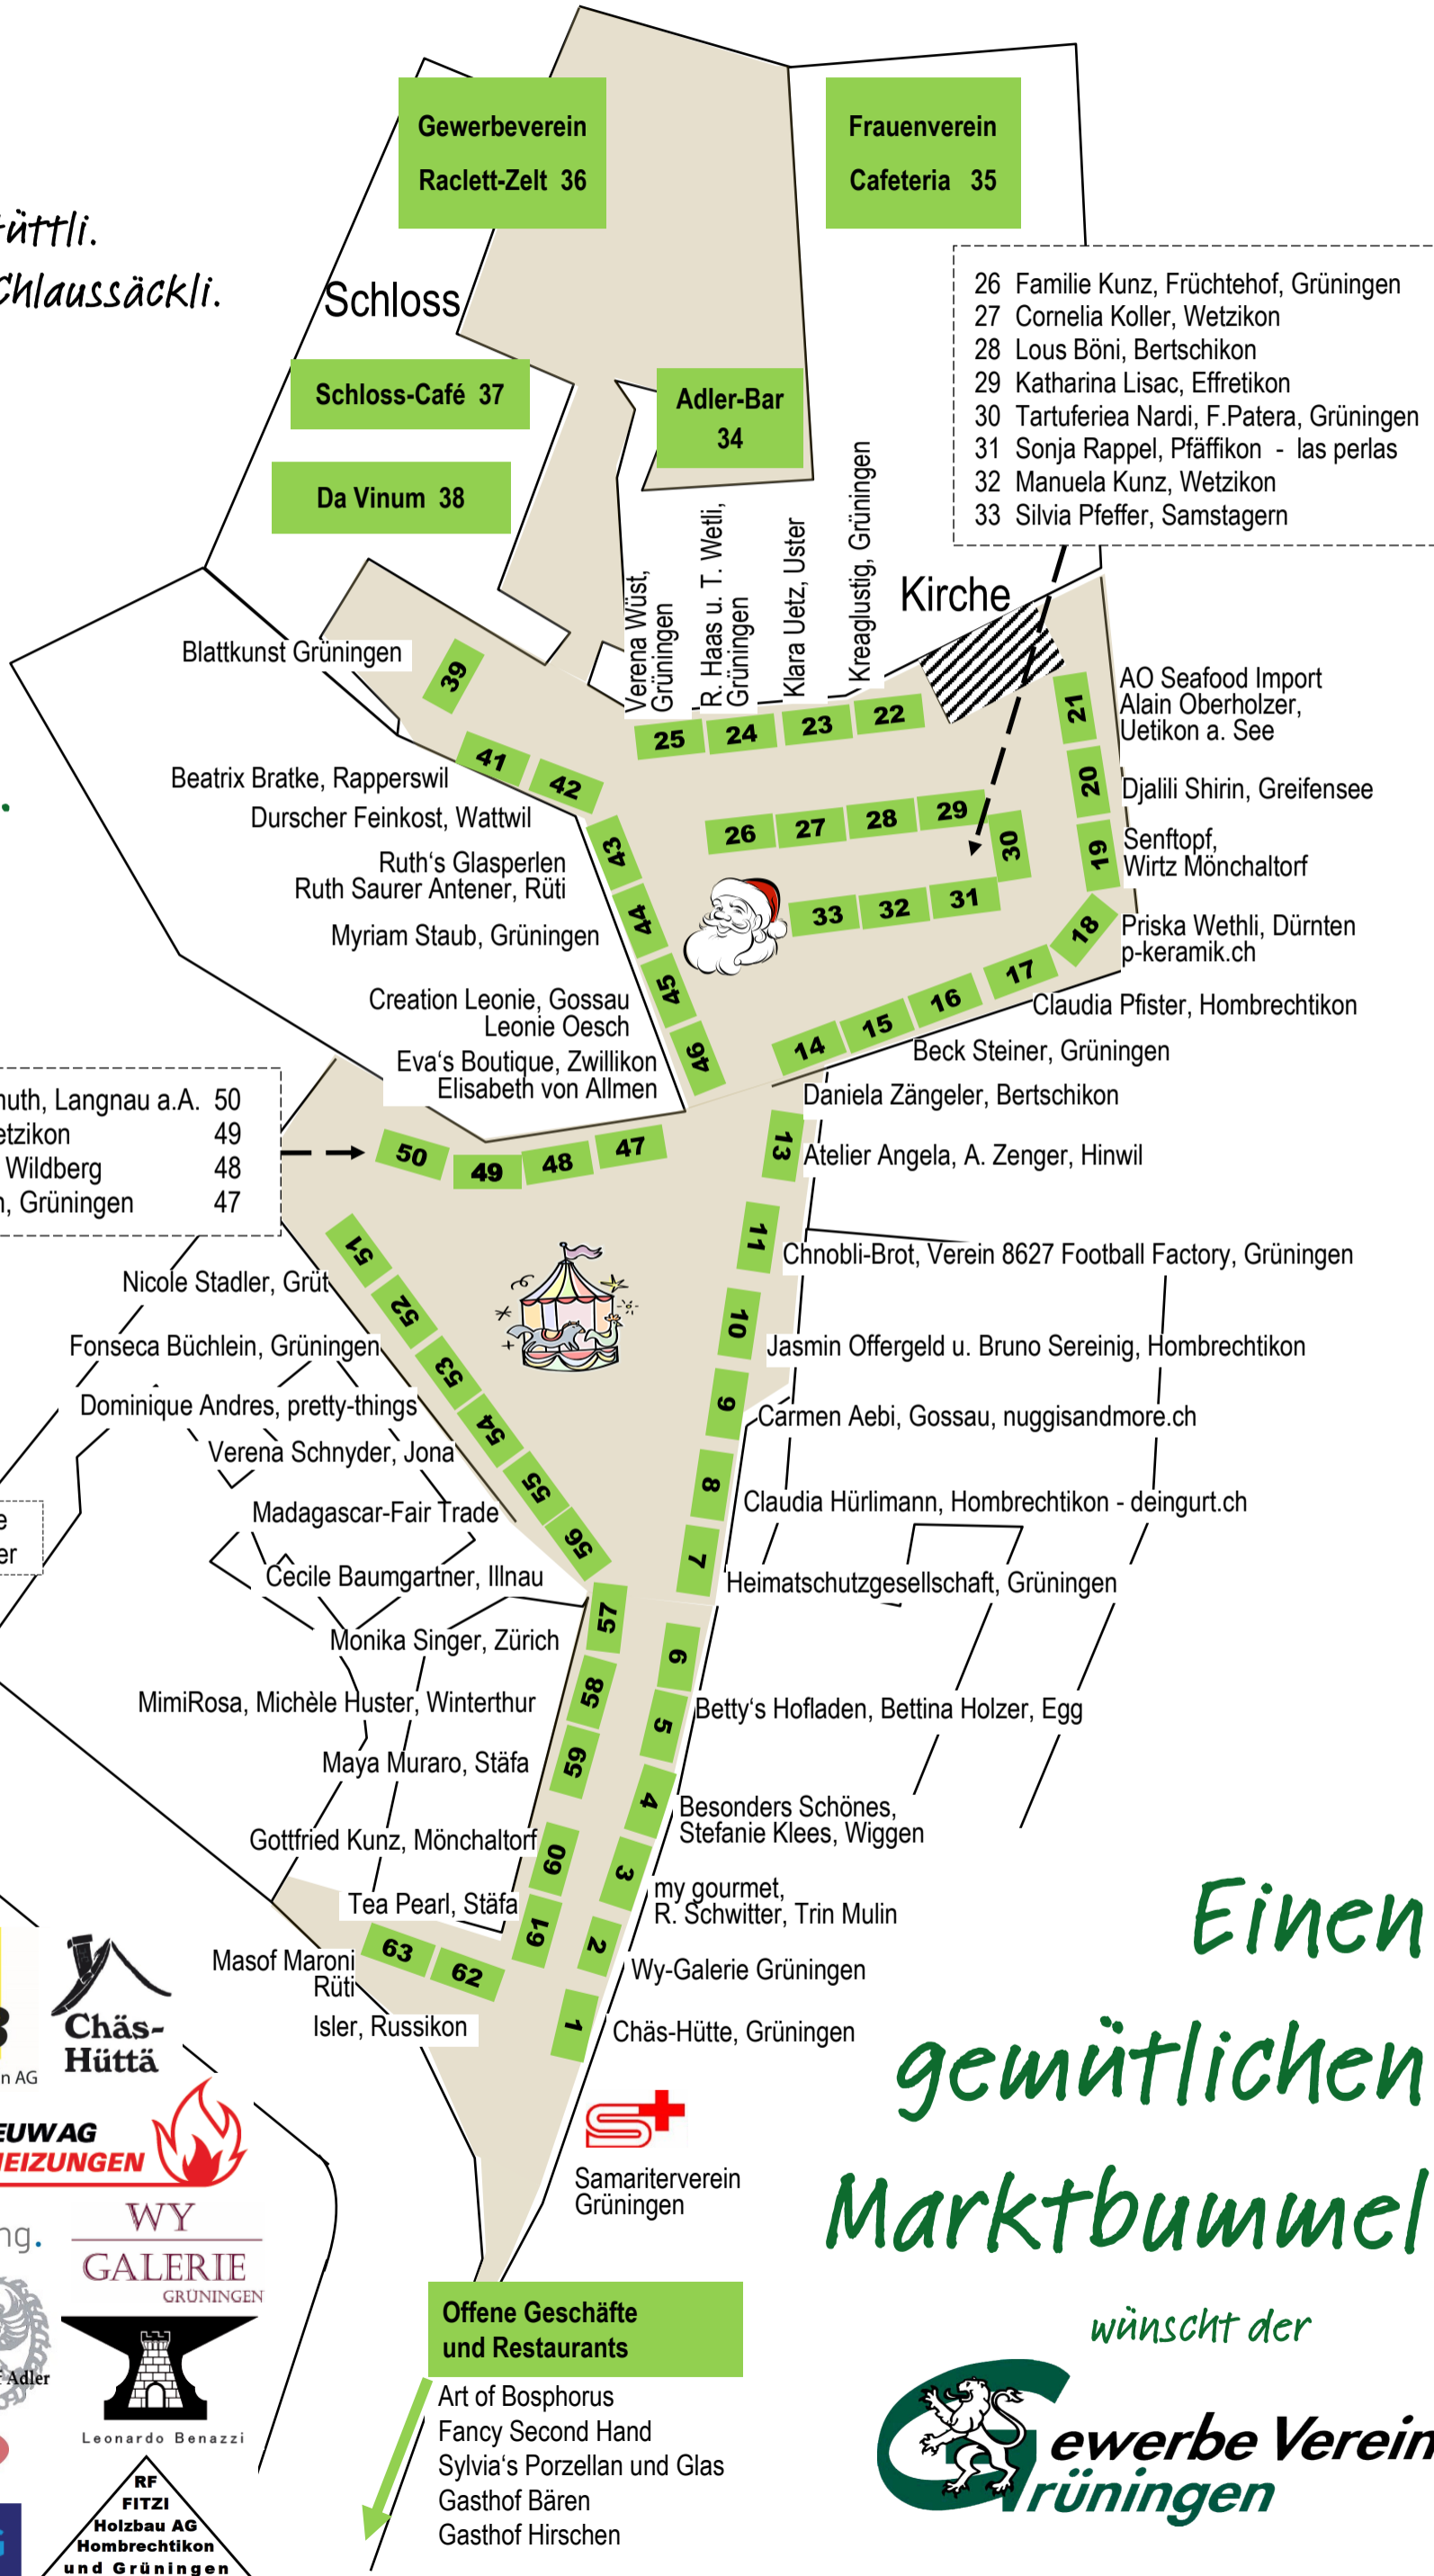 Gewerbeverein
Raclett-Zelt 36
Frauenverein
Cafeteria 35
Schloss
Schloss-Café 37
Da Vinum 38
Adler-Bar
34
26 Familie Kunz, Früchtehof, Grüningen
27 Cornelia Koller, Wetzikon
28 Lous Böni, Bertschikon
29 Katharina Lisac, Effretikon
30 Tartuferiea Nardi, F.Patera, Grüningen
31 Sonja Rappel, Pfäffikon - las perlas
32 Manuela Kunz, Wetzikon
33 Silvia Pfeffer, Samstagern
Kirche
Verena Wüst,
Grüningen
R. Haas u. T. Wetli,
Grüningen
Klara Uetz, Uster
Kreaglustig, Grüningen
Blattkunst Grüningen
39
41
42
25
24
23
22
21
20
19
18
26
27
28
29
30
33
32
31
17
16
15
14
43
44
45
46
AO Seafood Import
Alain Oberholzer,
Uetikon a. See
Djalili Shirin, Greifensee
Senftopf,
Wirtz Mönchaltorf
Priska Wethli, Dürnten
p-keramik.ch
Claudia Pfister, Hombrechtikon
Beck Steiner, Grüningen
Daniela Zängeler, Bertschikon
Atelier Angela, A. Zenger, Hinwil
Beatrix Bratke, Rapperswil
Durscher Feinkost, Wattwil
Ruth's Glasperlen
Ruth Saurer Antener, Rüti
Myriam Staub, Grüningen
Creation Leonie, Gossau
Leonie Oesch
Eva's Boutique, Zwillikon
Elisabeth von Allmen
Langnau a.A. 50
49
Wildberg 48
Grüningen 47
50
49
48
47
13
11
10
9
8
7
Chnobli-Brot, Verein 8627 Football Factory, Grüningen
Jasmin Offergeld u. Bruno Sereinig, Hombrechtikon
Carmen Aebi, Gossau, nuggisandmore.ch
Claudia Hürlimann, Hombrechtikon - deingurt.ch
Heimatschutzgesellschaft, Grüningen
51
52
53
54
55
56
Nicole Stadler, Grüt
Fonseca Büchlein, Grüningen
Dominique Andres, pretty-things
Verena Schnyder, Jona
Madagascar-Fair Trade
Cecile Baumgartner, Illnau
Monika Singer, Zürich
MimiRosa, Michèle Huster, Winterthur
Maya Muraro, Stäfa
Gottfried Kunz, Mönchaltorf
Tea Pearl, Stäfa
Masof Maroni
Rüti
Isler, Russikon
57
58
59
60
61
63
62
6
5
4
3
2
1
Betty's Hofladen, Bettina Holzer, Egg
Besonders Schönes,
Stefanie Klees, Wiggen
my gourmet,
R. Schwitter, Trin Mulin
Wy-Galerie Grüningen
Chäs-Hütte, Grüningen
Samariterverein
Grüningen
Offene Geschäfte
und Restaurants
Art of Bosphorus
Fancy Second Hand
Sylvia's Porzellan und Glas
Gasthof Bären
Gasthof Hirschen
Chäs-
Hüttä
AG
HEIZUNGEN
WY
GALERIE
GRÜNINGEN
Adler
Leonardo Benazzi
RF
FITZI
Holzbau AG
Hombrechtikon
und Grüningen
Einen
gemütlichen
Marktbummel
wünscht der
Gewerbe Verein
Grüningen